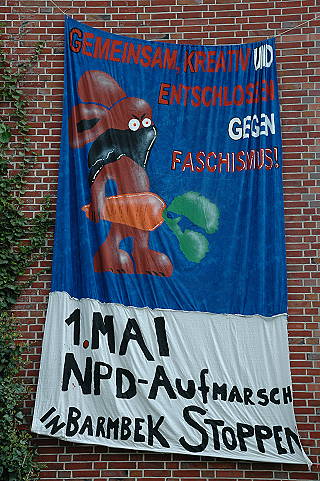 GEMEINSAM, KREATIV UND
ENTSCHLOSSEN
GEGEN
FASCHISMUS!
1. MAI
NPD-AUfMARSCH
IN BARMBEK STOPPEN